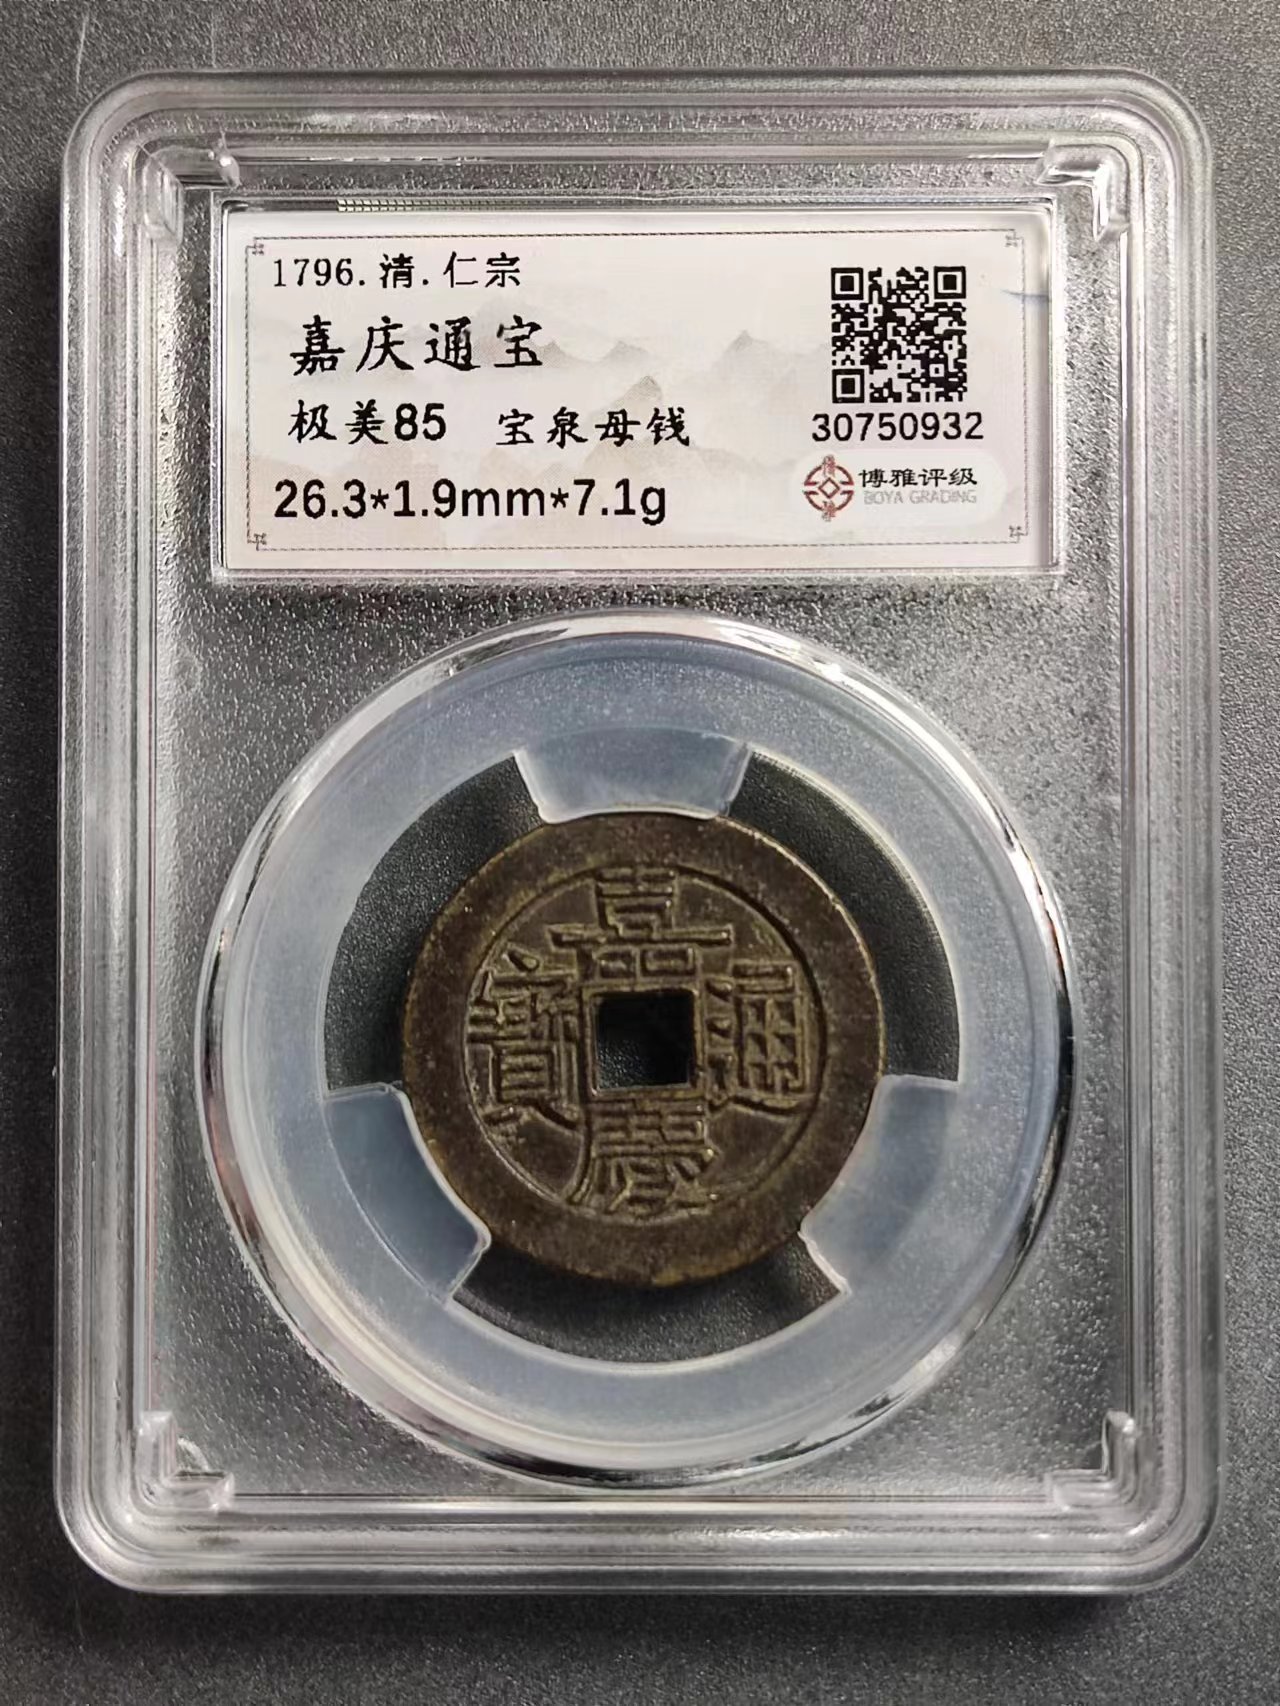 1796.清.仁宗
嘉庆通宝
极美85 宝泉母钱
26.3*1.9mm*7.1g
30750932
博雅评级
BOYA GRADING
嘉
寶 通
慶